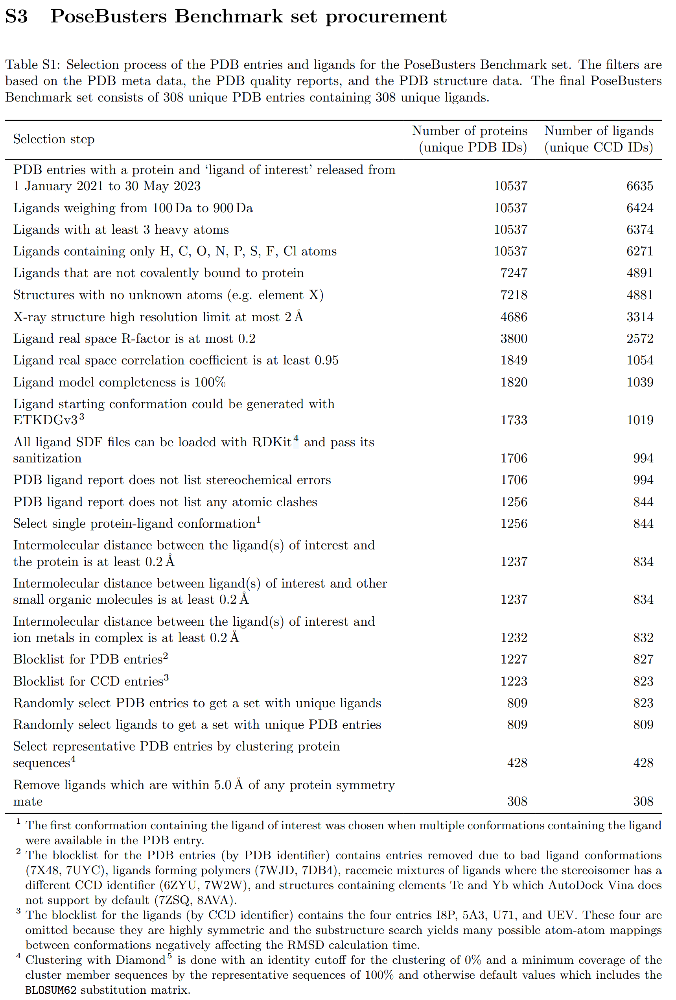 S3 PoseBusters Benchmark set procurement
Table S1: Selection process of the PDB entries and ligands for the PoseBusters Benchmark set. The filters are
based on the PDB meta data, the PDB quality reports, and the PDB structure data. The final PoseBusters
Benchmark set consists of 308 unique PDB entries containing 308 unique ligands.
Selection step
Number of proteins
(unique PDB IDs)
Number of ligands
(unique CCD IDs)
PDB entries with a protein and ‘ligand of interest’ released from
1 January 2021 to 30 May 2023 10537 6635
Ligands weighing from 100 Da to 900 Da 10537 6424
Ligands with at least 3 heavy atoms 10537 6374
Ligands containing only H, C, O, N, P, S, F, Cl atoms 10537 6271
Ligands that are not covalently bound to protein 7247 4891
Structures with no unknown atoms (e.g. element X) 7218 4881
X-ray structure high resolution limit at most 2 Å 4686 3314
Ligand real space R-factor is at most 0.2 3800 2572
Ligand real space correlation coefficient is at least 0.95 1849 1054
Ligand model completeness is 100% 1820 1039
Ligand starting conformation could be generated with
ETKDGv3³ 1733 1019
All ligand SDF files can be loaded with RDKit⁴ and pass its
sanitization 1706 994
PDB ligand report does not list stereochemical errors 1706 994
PDB ligand report does not list any atomic clashes 1256 844
Select single protein-ligand conformation¹ 1256 844
Intermolecular distance between the ligand(s) of interest and
the protein is at least 0.2 Å 1237 834
Intermolecular distance between ligand(s) of interest and other
small organic molecules is at least 0.2 Å 1237 834
Intermolecular distance between the ligand(s) of interest and
ion metals in complex is at least 0.2 Å 1232 832
Blocklist for PDB entries² 1227 827
Blocklist for CCD entries³ 1223 823
Randomly select PDB entries to get a set with unique ligands 809 823
Randomly select ligands to get a set with unique PDB entries 809 809
Select representative PDB entries by clustering protein
sequences⁴ 428 428
Remove ligands which are within 5.0 Å of any protein symmetry
mate 308 308
¹ The first conformation containing the ligand of interest was chosen when multiple conformations containing the ligand
were available in the PDB entry.
² The blocklist for the PDB entries (by PDB identifier) contains entries removed due to bad ligand conformations
(7X48, 7UYC), ligands forming polymers (7WJD, 7DB4), racemeic mixtures of ligands where the stereoisomer has a
different CCD identifier (6ZYU, 7W2W), and structures containing elements Te and Yb which AutoDock Vina does
not support by default (7ZSQ, 8AVA).
³ The blocklist for the ligands (by CCD identifier) contains the four entries I8P, 5A3, U71, and UEV. These four are
omitted because they are highly symmetric and the substructure search yields many possible atom-atom mappings
between conformations negatively affecting the RMSD calculation time.
⁴ Clustering with Diamond⁵ is done with an identity cutoff for the clustering of 0% and a minimum coverage of the
cluster member sequences by the representative sequences of 100% and otherwise default values which includes the
BLOSUM62 substitution matrix.